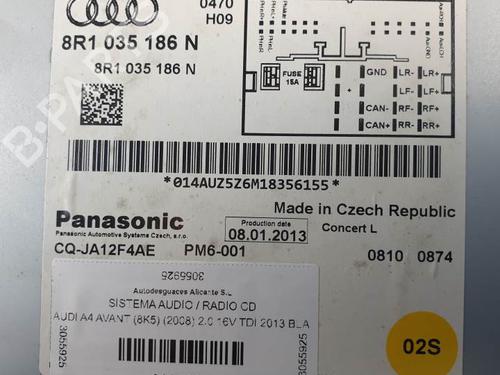 0470
H09
8R1 035 186 N
8R1 035 186 N
FUSE
15A
GND
LR-
LR+
LF-
LF+
CAN-
RF-
RF+
CAN+
RR-
RR+
*014AUZ5Z6M18356155*
Made in Czech Republic
Panasonic
Panasonic Automotive Systems Czech, s.r.o.
Production date
08.01.2013
Concert L
CQ-JA12F4AE
PM6-001
0810 0874
3055925
Autodesguaces Alicante S.L
SISTEMA AUDIO / RADIO CD
AUDI A4 AVANT (8K5) (2008) 2.0 16V TDI 2013 BLA
3055925
3055925
02S
B-PARTS